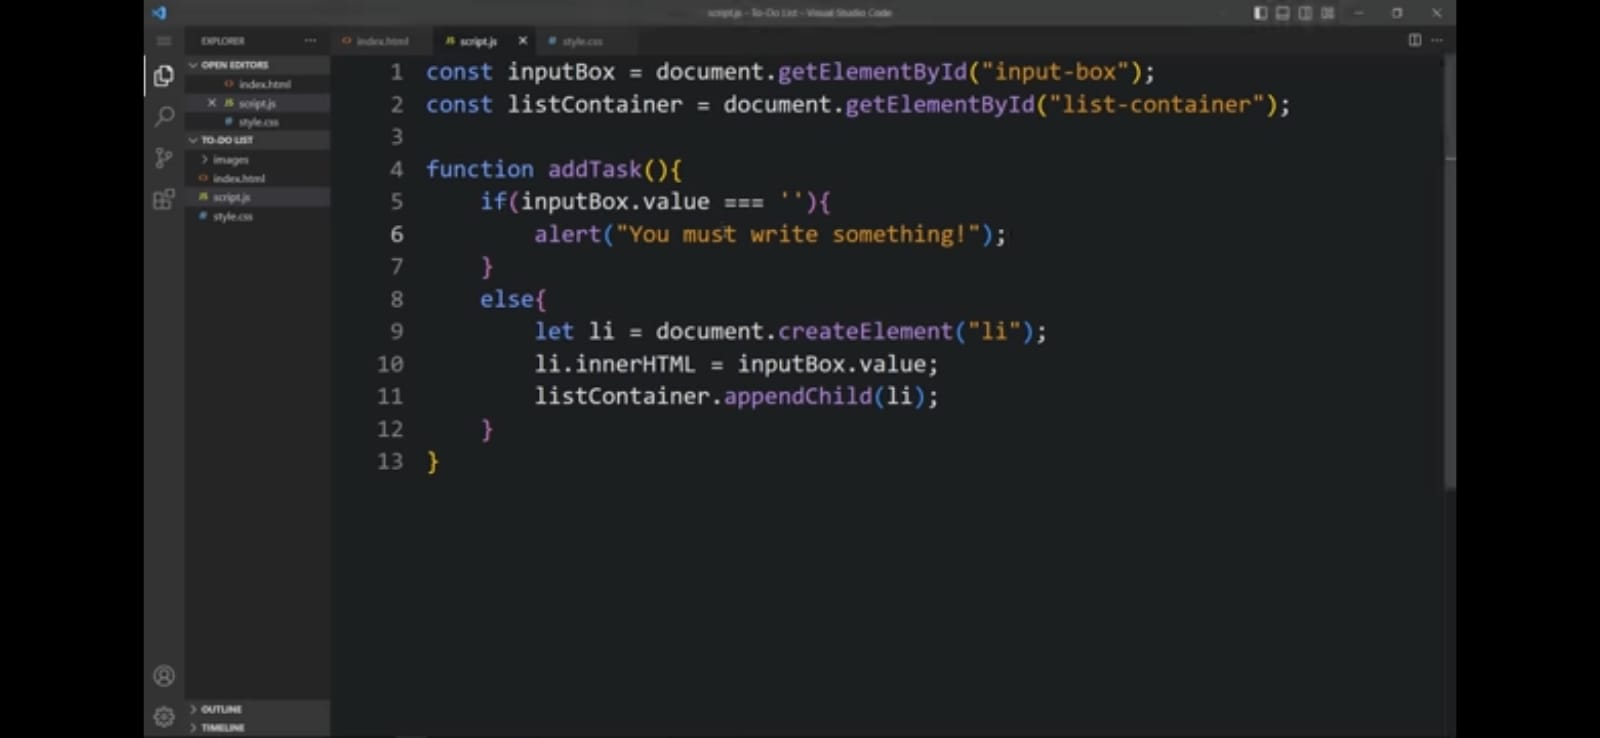 script.js - To-Do List - Visual Studio Code
EXPLORER
OPEN EDITORS
index.html
script.js
style.css
TO-DO LIST
images
index.html
script.js
style.css
OUTLINE
TIMELINE
index.html JS script.js style.css
1 const inputBox = document.getElementById("input-box");
2 const listContainer = document.getElementById("list-container");
3
4 function addTask(){
5     if(inputBox.value === ''){
6         alert("You must write something!");
7     }
8     else{
9         let li = document.createElement("li");
10         li.innerHTML = inputBox.value;
11         listContainer.appendChild(li);
12     }
13 }